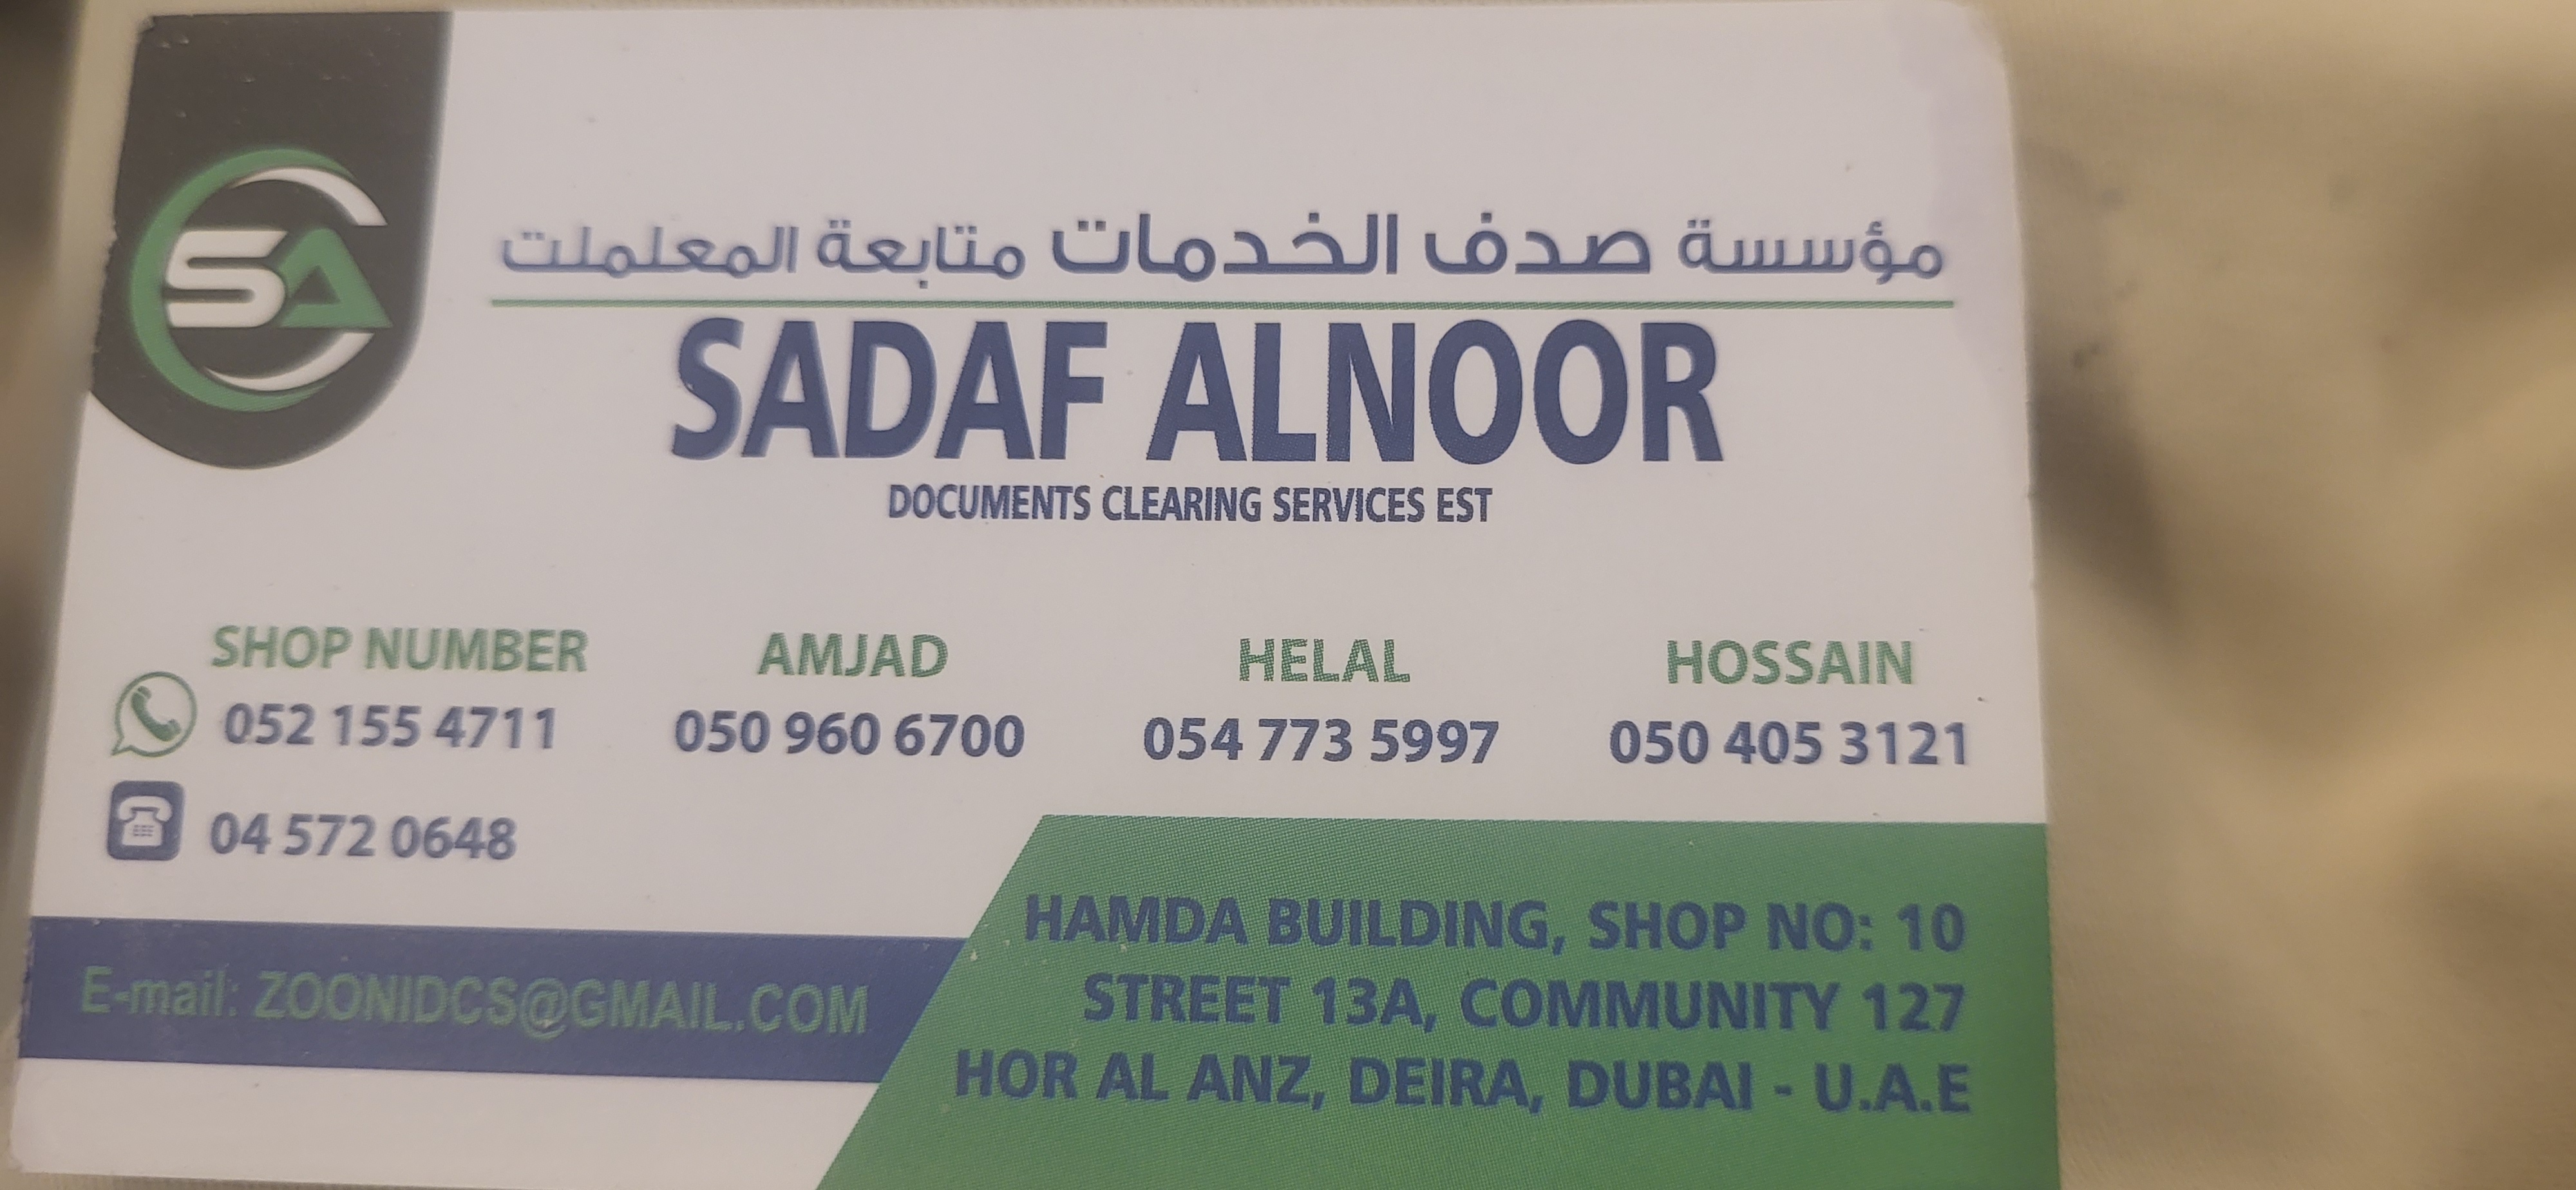 SA
مؤسسة صدف الخدمات متابعة المعلملت
SADAF ALNOOR
DOCUMENTS CLEARING SERVICES EST
SHOP NUMBER
052 155 4711
04 572 0648
AMJAD
050 960 6700
HELAL
054 773 5997
HOSSAIN
050 405 3121
E-mail: ZOONIDCS@GMAIL.COM
HAMDA BUILDING, SHOP NO: 10
STREET 13A, COMMUNITY 127
HOR AL ANZ, DEIRA, DUBAI - U.A.E